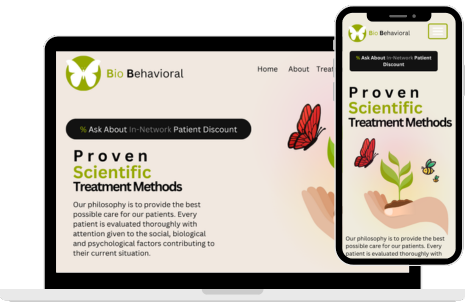 Bio Behavioral
Home About Treat
% Ask About In-Network Patient Discount
Proven
Scientific
Treatment Methods
Our philosophy is to provide the best
possible care for our patients. Every
patient is evaluated thoroughly with
attention given to the social, biological
and psychological factors contributing to
their current situation.
Bio Behavioral
% Ask About In-Network Patient
Discount
Proven
Scientific
Treatment Methods
Our philosophy is to provide the best
possible care for our patients. Every
patient is evaluated thoroughly with